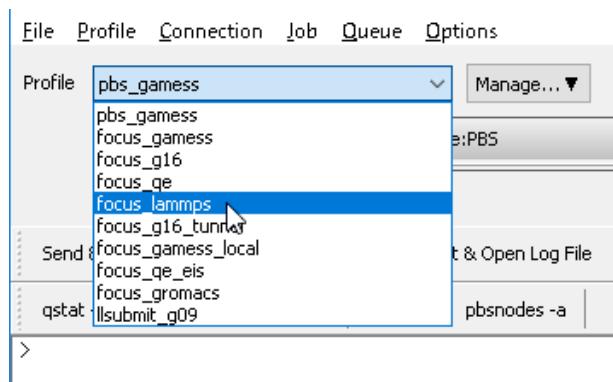 File Profile Connection Job Queue Options
Profile pbs_gamess Manage...▼
pbs_gamess
focus_gamess
e:PBS
focus_g16
focus_qe
focus_lammps
focus_g16_tunnel
focus_gamess_local
Send & t & Open Log File
focus_qe_eis
focus_gromacs
qstat - pbsnodes -a
llsubmit_g09
>